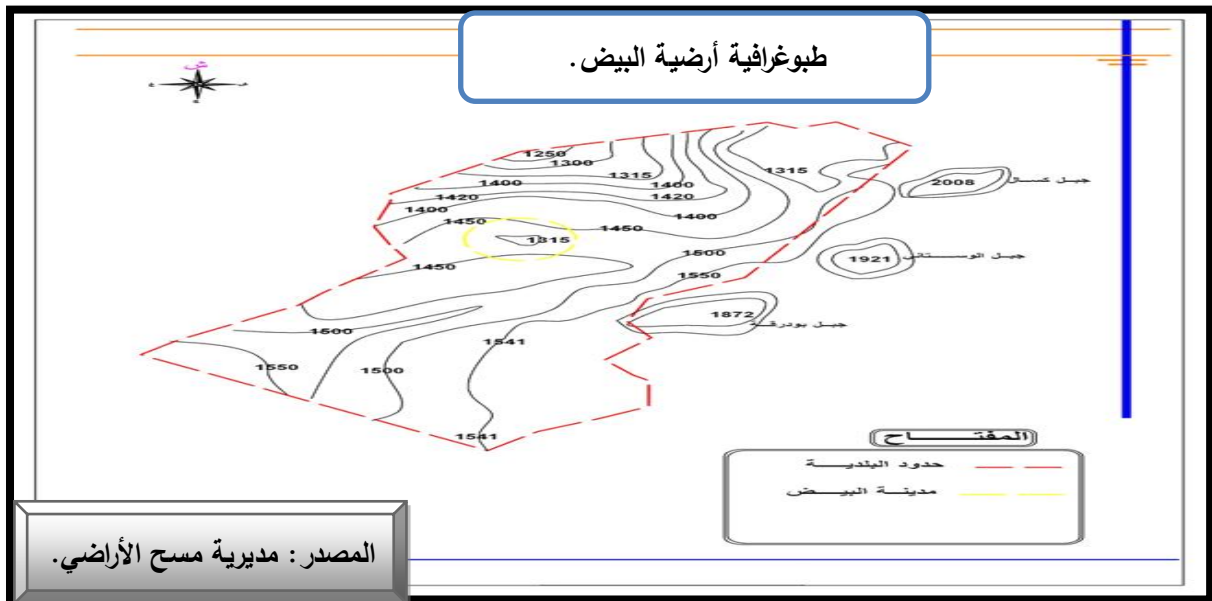 طبوغرافية أرضية البيض.
ش
1250
1300
1315
1315
1400
1400
1420
1420
1400
1400
1450
1450
1315
1450
1500
1550
1500
1550
1500
1541
1541
2008
جبل كسال
1921
جبل الوستاني
1872
جبل بودرقة
المفتاح
حدود البلدية
مدينة البيض
المصدر: مديرية مسح الأراضي.